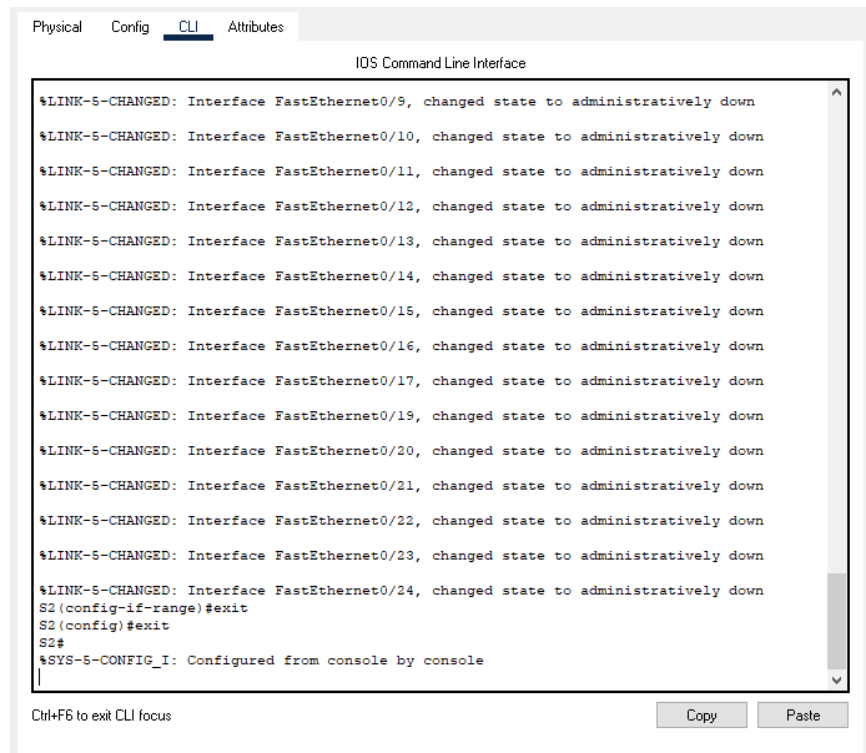 Physical Config CLI Attributes
IOS Command Line Interface
%LINK-5-CHANGED: Interface FastEthernet0/9, changed state to administratively down
%LINK-5-CHANGED: Interface FastEthernet0/10, changed state to administratively down
%LINK-5-CHANGED: Interface FastEthernet0/11, changed state to administratively down
%LINK-5-CHANGED: Interface FastEthernet0/12, changed state to administratively down
%LINK-5-CHANGED: Interface FastEthernet0/13, changed state to administratively down
%LINK-5-CHANGED: Interface FastEthernet0/14, changed state to administratively down
%LINK-5-CHANGED: Interface FastEthernet0/15, changed state to administratively down
%LINK-5-CHANGED: Interface FastEthernet0/16, changed state to administratively down
%LINK-5-CHANGED: Interface FastEthernet0/17, changed state to administratively down
%LINK-5-CHANGED: Interface FastEthernet0/19, changed state to administratively down
%LINK-5-CHANGED: Interface FastEthernet0/20, changed state to administratively down
%LINK-5-CHANGED: Interface FastEthernet0/21, changed state to administratively down
%LINK-5-CHANGED: Interface FastEthernet0/22, changed state to administratively down
%LINK-5-CHANGED: Interface FastEthernet0/23, changed state to administratively down
%LINK-5-CHANGED: Interface FastEthernet0/24, changed state to administratively down
S2(config-if-range)#exit
S2(config)#exit
S2#
%SYS-5-CONFIG_I: Configured from console by console
Ctrl+F6 to exit CLI focus Copy Paste